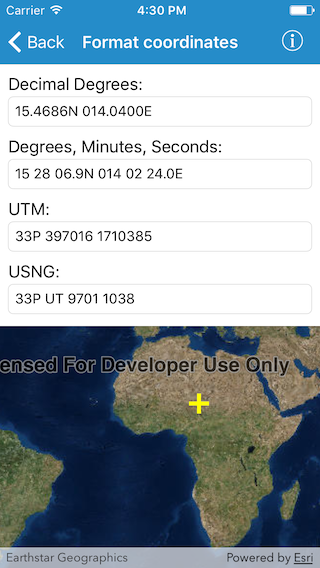 Carrier 4:30 PM
Back Format coordinates
Decimal Degrees:
15.4686N 014.0400E
Degrees, Minutes, Seconds:
15 28 06.9N 014 02 24.0E
UTM:
33P 397016 1710385
USNG:
33P UT 9701 1038
ensed For Developer Use Only
Earthstar Geographics Powered by Esri